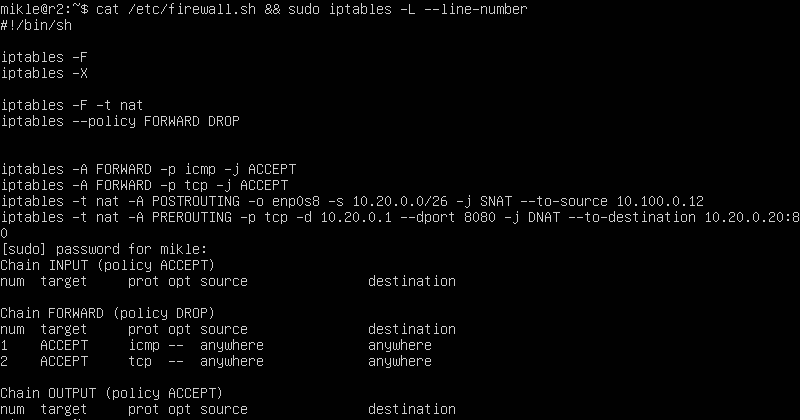 mikle@r2:~$ cat /etc/firewall.sh && sudo iptables -L --line-number
#!/bin/sh
iptables -F
iptables -X
iptables -F -t nat
iptables --policy FORWARD DROP
iptables -A FORWARD -p icmp -j ACCEPT
iptables -A FORWARD -p tcp -j ACCEPT
iptables -t nat -A POSTROUTING -o enp0s8 -s 10.20.0.0/26 -j SNAT --to-source 10.100.0.12
iptables -t nat -A PREROUTING -p tcp -d 10.20.0.1 --dport 8080 -j DNAT --to-destination 10.20.0.20:8
0
[sudo] password for mikle:
Chain INPUT (policy ACCEPT)
num  target     prot opt source               destination
Chain FORWARD (policy DROP)
num  target     prot opt source               destination
1    ACCEPT     icmp --  anywhere             anywhere
2    ACCEPT     tcp  --  anywhere             anywhere
Chain OUTPUT (policy ACCEPT)
num  target     prot opt source               destination